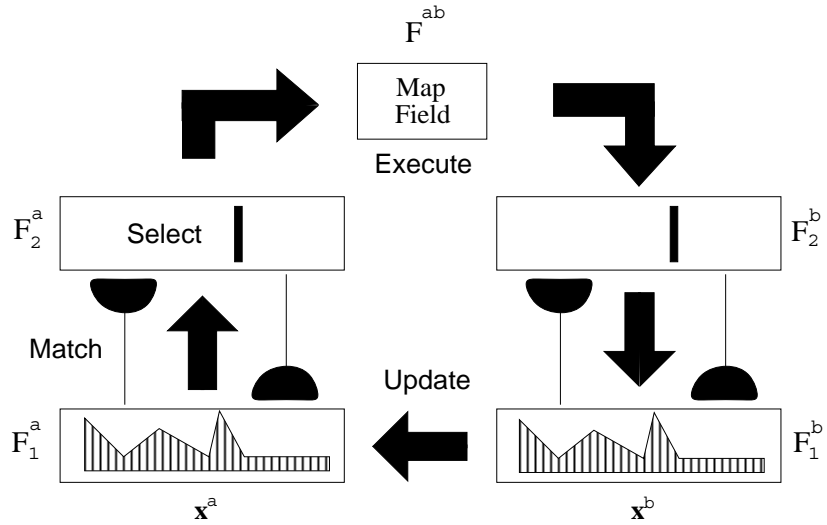 F^ab
Map
Field
Execute
F_2^a
Select
F_2^b
Match
Update
F_1^a
F_1^b
x^a
x^b